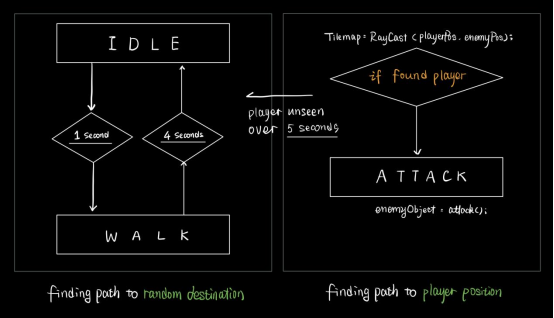 IDLE
1 Second
4 Seconds
WALK
finding path to random destination
player unseen
over 5 seconds
Tilemap = RayCast (playerPos. enemyPos);
if found player
ATTACK
enemyObject = attack();
finding path to player position